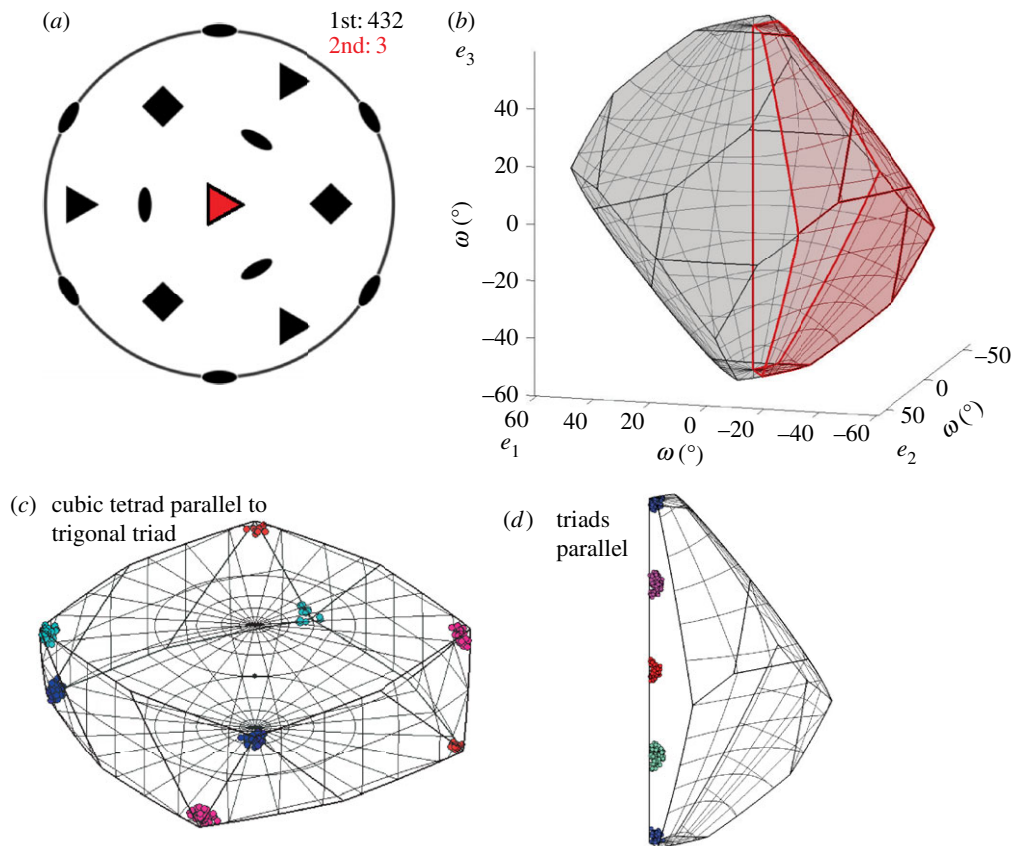 (a)
1st: 432
2nd: 3
(b)
e3
40
20
0
–20
–40
–60
ω (°)
60
40
20
0
–20
–40
–60
e1
ω (°)
e2
50
0
–50
ω (°)
(c) cubic tetrad parallel to
trigonal triad
(d) triads
parallel